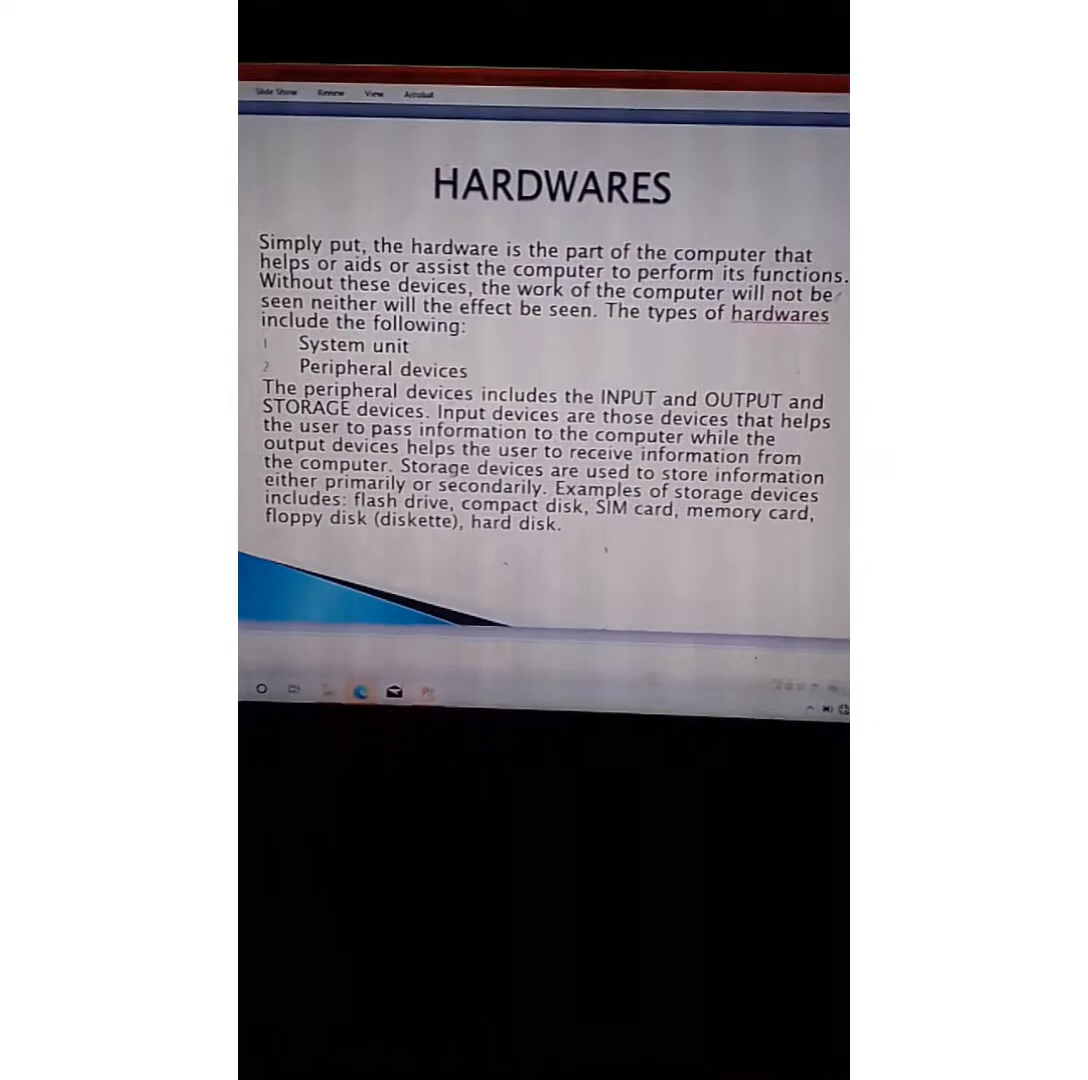 Slide Show Review View Acrobat
HARDWARES
Simply put, the hardware is the part of the computer that
helps or aids or assist the computer to perform its functions.
Without these devices, the work of the computer will not be
seen neither will the effect be seen. The types of hardwares
include the following:
1 System unit
2 Peripheral devices
The peripheral devices includes the INPUT and OUTPUT and
STORAGE devices. Input devices are those devices that helps
the user to pass information to the computer while the
output devices helps the user to receive information from
the computer. Storage devices are used to store information
either primarily or secondarily. Examples of storage devices
includes: flash drive, compact disk, SIM card, memory card,
floppy disk (diskette), hard disk.